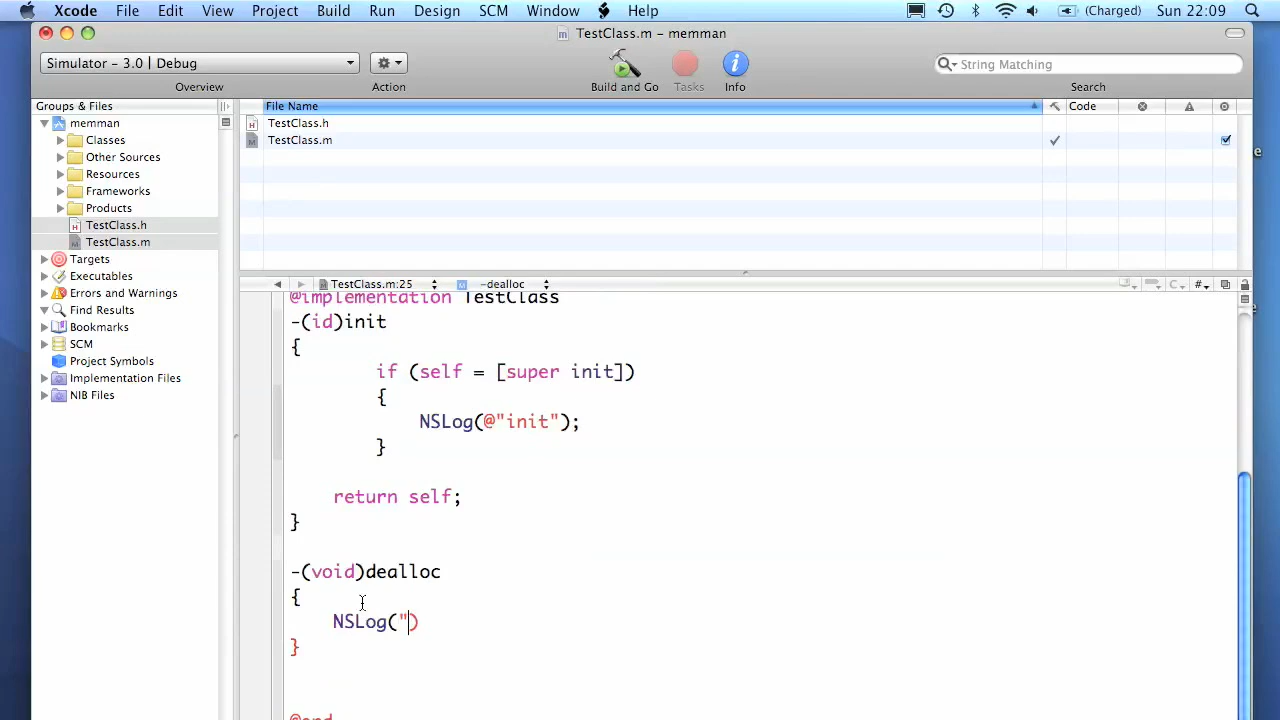 Xcode File Edit View Project Build Run Design SCM Window Help (Charged) Sun 22:09
TestClass.m – memman
Simulator - 3.0 | Debug
String Matching
Overview Action Build and Go Tasks Info Search
Groups & Files
File Name Code
memman
Classes
Other Sources
Resources
Frameworks
Products
TestClass.h
TestClass.m
Targets
Executables
Errors and Warnings
Find Results
Bookmarks
SCM
Project Symbols
Implementation Files
NIB Files
TestClass.h
TestClass.m
TestClass.m:25 -dealloc C #
@implementation TestClass
-(id)init
{
if (self = [super init])
{
NSLog(@"init");
}
return self;
}
-(void)dealloc
{
NSLog(")
}
@end